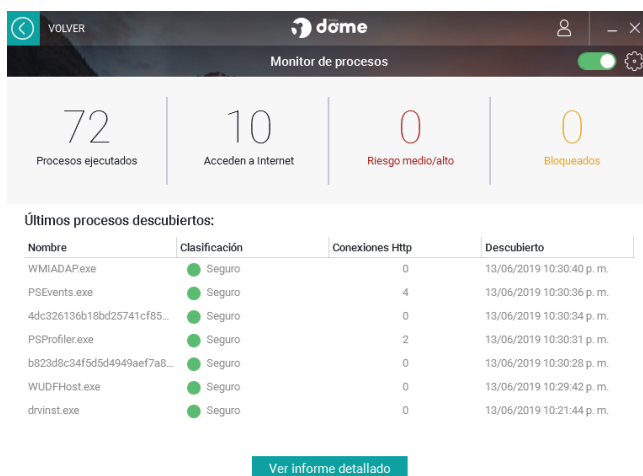 VOLVER
dome
Monitor de procesos
72
10
0
0
Procesos ejecutados
Acceden a Internet
Riesgo medio/alto
Bloqueados
Últimos procesos descubiertos:
Nombre Clasificación Conexiones Http Descubierto
WMIADAP.exe Seguro 0 13/06/2019 10:30:40 p. m.
PSEvents.exe Seguro 4 13/06/2019 10:30:36 p. m.
4dc326136b18bd25741cf85... Seguro 0 13/06/2019 10:30:34 p. m.
PSProfiler.exe Seguro 2 13/06/2019 10:30:31 p. m.
b823d8c34f5d5d4949aef7a8... Seguro 0 13/06/2019 10:30:28 p. m.
WUDFHost.exe Seguro 0 13/06/2019 10:29:42 p. m.
drvinst.exe Seguro 0 13/06/2019 10:21:44 p. m.
Ver informe detallado